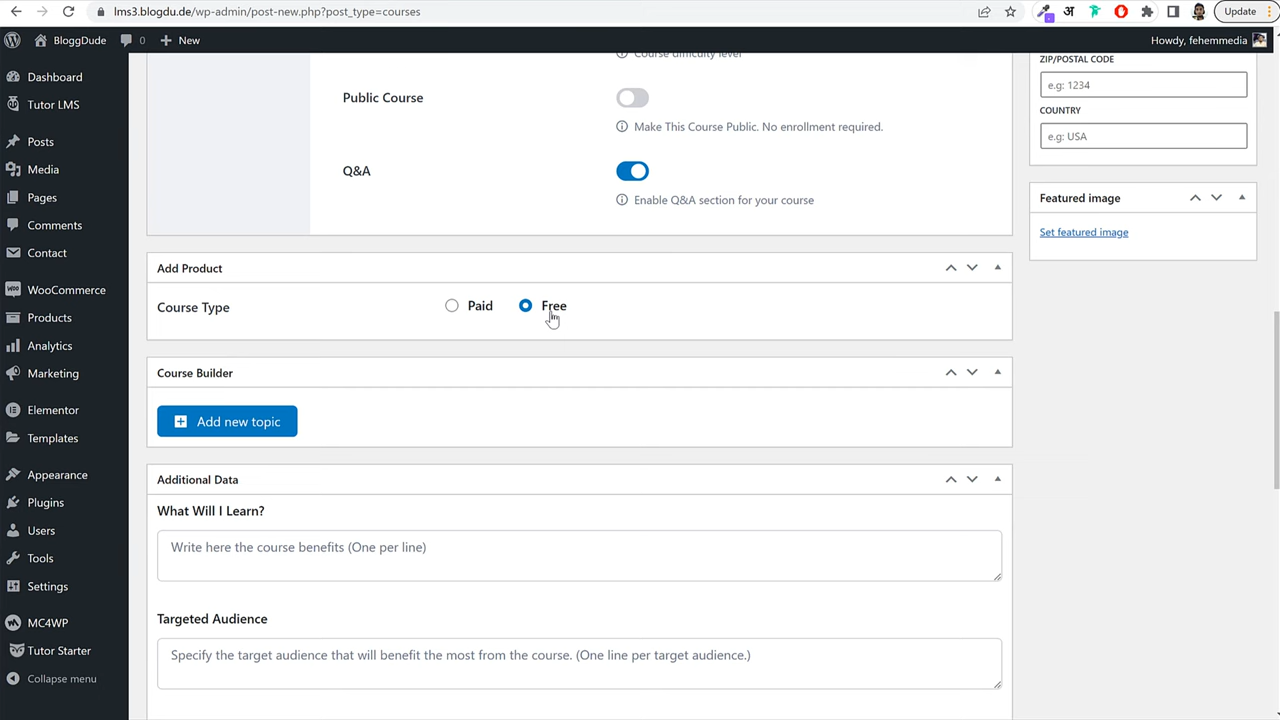 lms3.blogdu.de/wp-admin/post-new.php?post_type=courses
अ
Update
BloggDude
0
New
Howdy, fehemmedia
Dashboard
Tutor LMS
Posts
Media
Pages
Comments
Contact
WooCommerce
Products
Analytics
Marketing
Elementor
Templates
Appearance
Plugins
Users
Tools
Settings
MC4WP
Tutor Starter
Collapse menu
Course difficulty level
Public Course
Make This Course Public. No enrollment required.
Q&A
Enable Q&A section for your course
Add Product
Course Type
Paid
Free
Course Builder
Add new topic
Additional Data
What Will I Learn?
Write here the course benefits (One per line)
Targeted Audience
Specify the target audience that will benefit the most from the course. (One line per target audience.)
ZIP/POSTAL CODE
e.g: 1234
COUNTRY
e.g: USA
Featured image
Set featured image